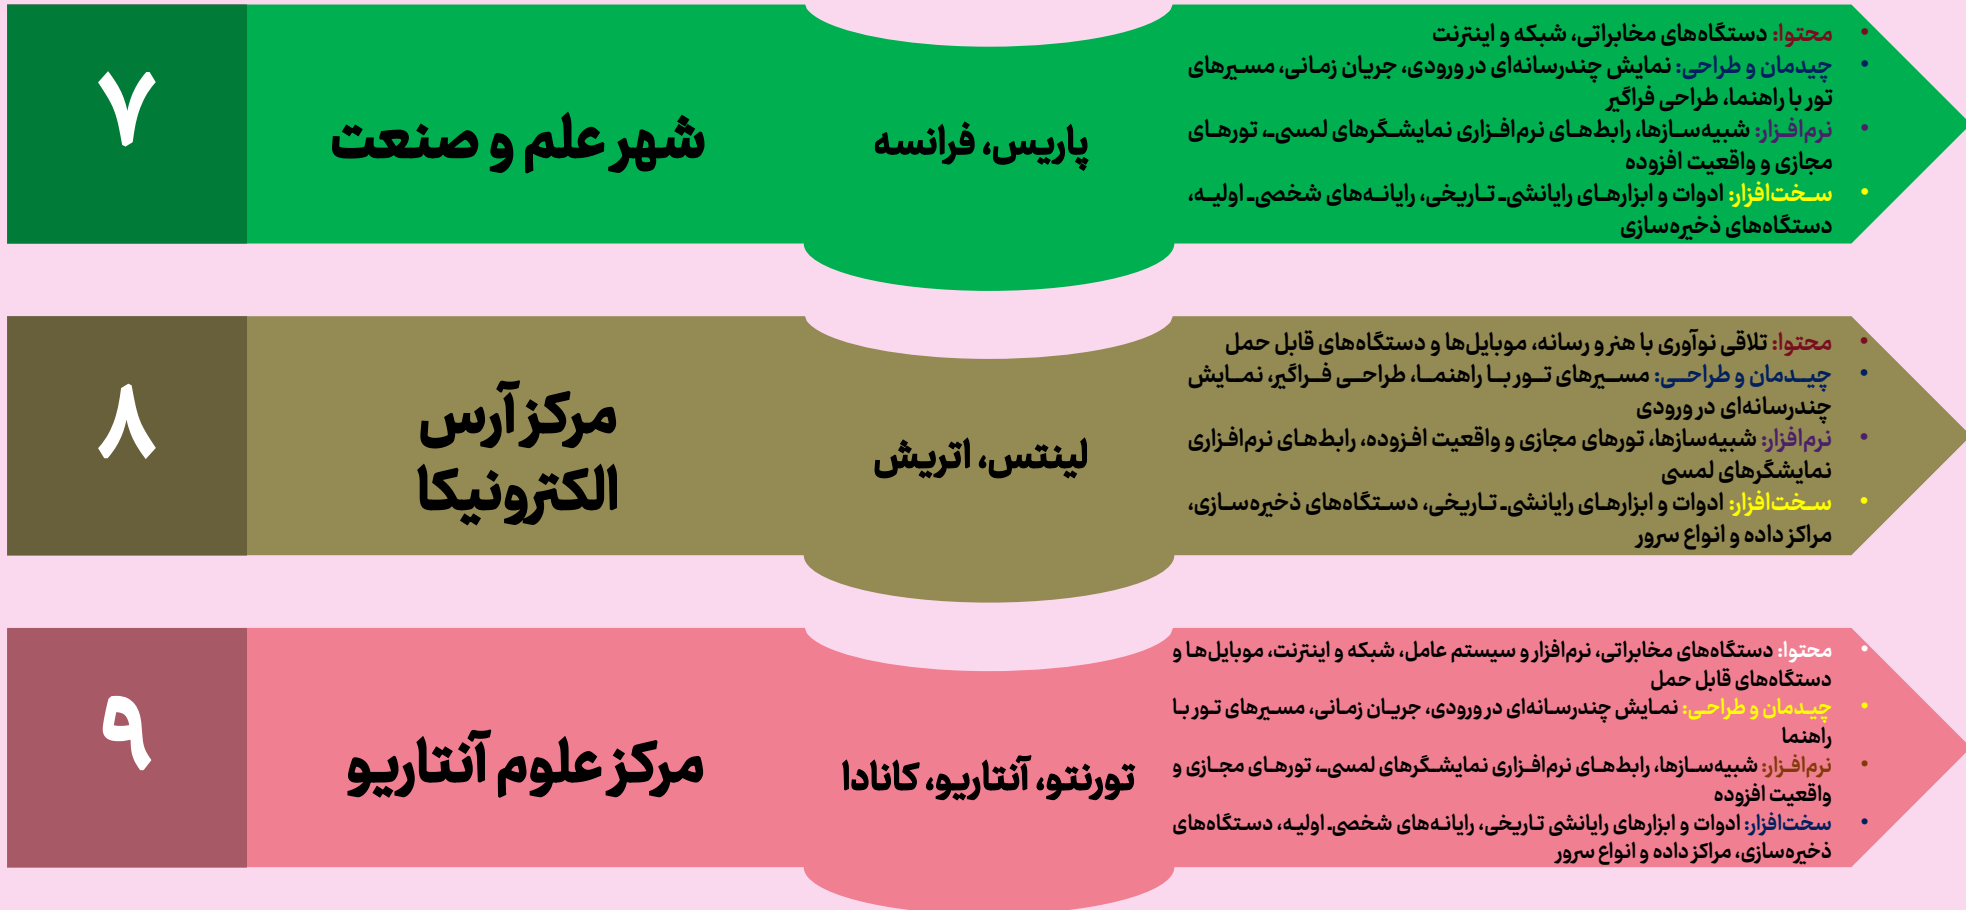 ۷
شهر علم و صنعت
پاریس، فرانسه
• محتوا: دستگاه‌های مخابراتی، شبکه و اینترنت
• چیدمان و طراحی: نمایش چندرسانه‌ای در ورودی، جریان زمانی، مسیرهای
تور با راهنما، طراحی فراگیر
• نرم‌افزار: شبیه‌سازها، رابط‌های نرم‌افزاری نمایشگرهای لمسی، تورهای
مجازی و واقعیت افزوده
• سخت‌افزار: ادوات و ابزارهای رایانشی تاریخی، رایانه‌های شخصی اولیه،
دستگاه‌های ذخیره‌سازی
۸
مرکز آرس
الکترونیکا
لینتس، اتریش
• محتوا: تلاقی نوآوری با هنر و رسانه، موبایل‌ها و دستگاه‌های قابل حمل
• چیدمان و طراحی: مسیرهای تور با راهنما، طراحی فراگیر، نمایش
چندرسانه‌ای در ورودی
• نرم‌افزار: شبیه‌سازها، تورهای مجازی و واقعیت افزوده، رابط‌های نرم‌افزاری
نمایشگرهای لمسی
• سخت‌افزار: ادوات و ابزارهای رایانشی تاریخی، دستگاه‌های ذخیره‌سازی،
مراکز داده و انواع سرور
۹
مرکز علوم آنتاریو
تورنتو، آنتاریو، کانادا
• محتوا: دستگاه‌های مخابراتی، نرم‌افزار و سیستم عامل، شبکه و اینترنت، موبایل‌ها و
دستگاه‌های قابل حمل
• چیدمان و طراحی: نمایش چندرسانه‌ای در ورودی، جریان زمانی، مسیرهای تور با
راهنما
• نرم‌افزار: شبیه‌سازها، رابط‌های نرم‌افزاری نمایشگرهای لمسی، تورهای مجازی و
واقعیت افزوده
• سخت‌افزار: ادوات و ابزارهای رایانشی تاریخی، رایانه‌های شخصی اولیه، دستگاه‌های
ذخیره‌سازی، مراکز داده و انواع سرور